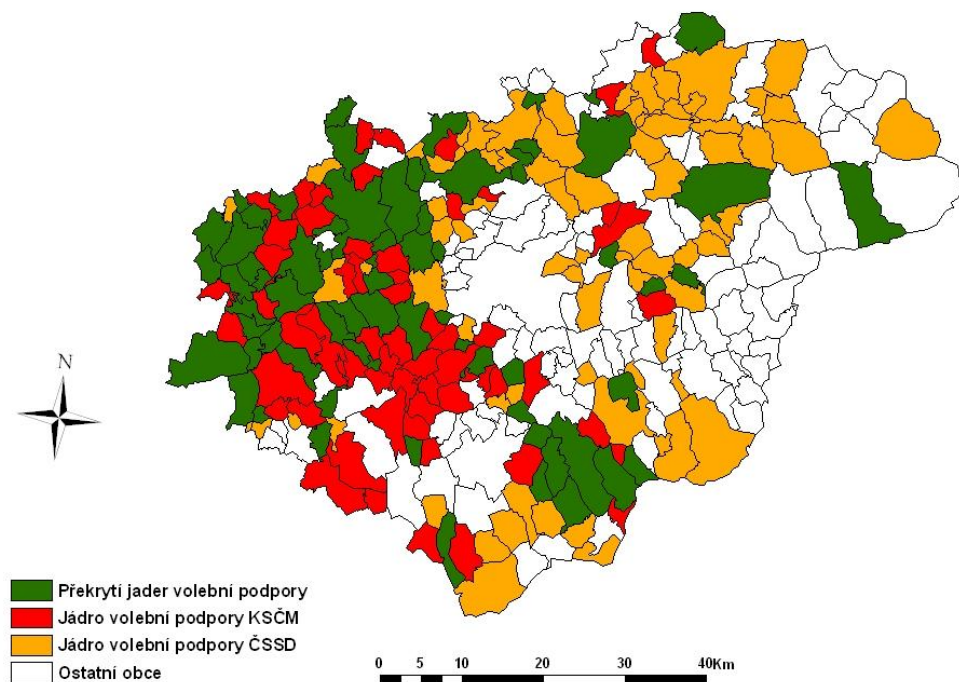 N
Překrytí jader volební podpory
Jádro volební podpory KSČM
Jádro volební podpory ČSSD
Ostatní obce
0 5 10 20 30 40Km